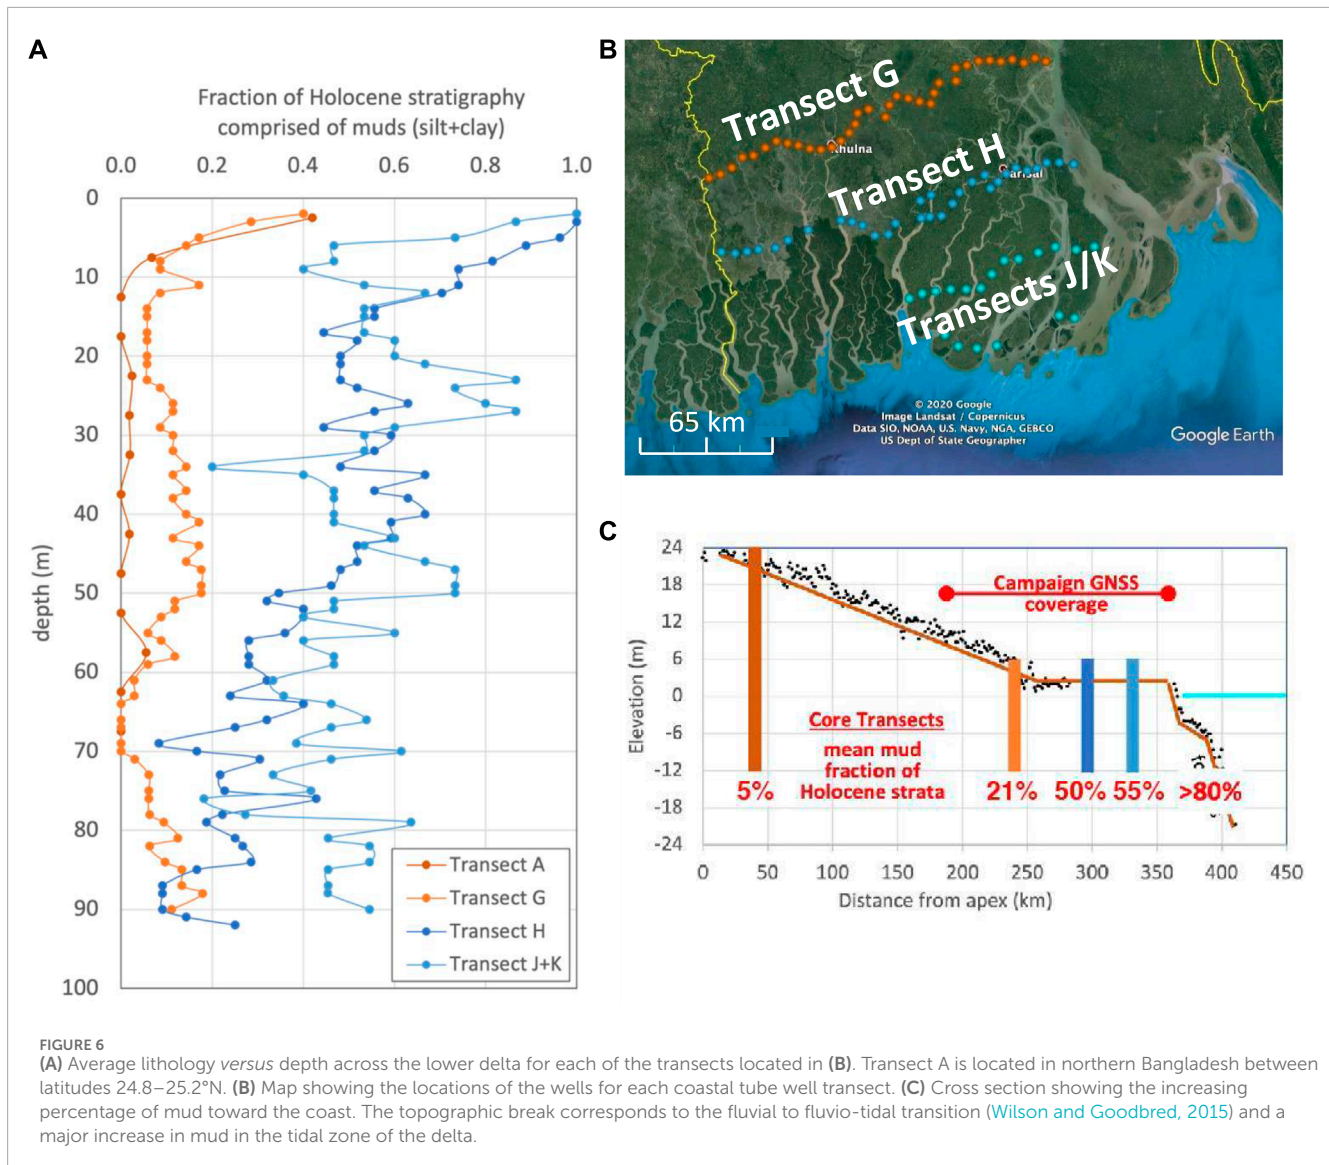 A
Fraction of Holocene stratigraphy
comprised of muds (silt+clay)
0.0 0.2 0.4 0.6 0.8 1.0
0
10
20
30
40
50
60
70
80
90
100
depth (m)
Transect A
Transect G
Transect H
Transect J+K
B
Transect G
Khulna
Transect H
Barisal
Transects J/K
65 km
© 2020 Google
Image Landsat / Copernicus
Data SIO, NOAA, U.S. Navy, NGA, GEBCO
US Dept of State Geographer
Google Earth
C
24
18
12
6
0
-6
-12
-18
-24
Elevation (m)
Campaign GNSS
coverage
Core Transects
mean mud
fraction of
Holocene strata
5% 21% 50% 55% >80%
0 50 100 150 200 250 300 350 400 450
Distance from apex (km)
FIGURE 6
(A) Average lithology versus depth across the lower delta for each of the transects located in (B). Transect A is located in northern Bangladesh between
latitudes 24.8–25.2°N. (B) Map showing the locations of the wells for each coastal tube well transect. (C) Cross section showing the increasing
percentage of mud toward the coast. The topographic break corresponds to the fluvial to fluvio-tidal transition (Wilson and Goodbred, 2015) and a
major increase in mud in the tidal zone of the delta.